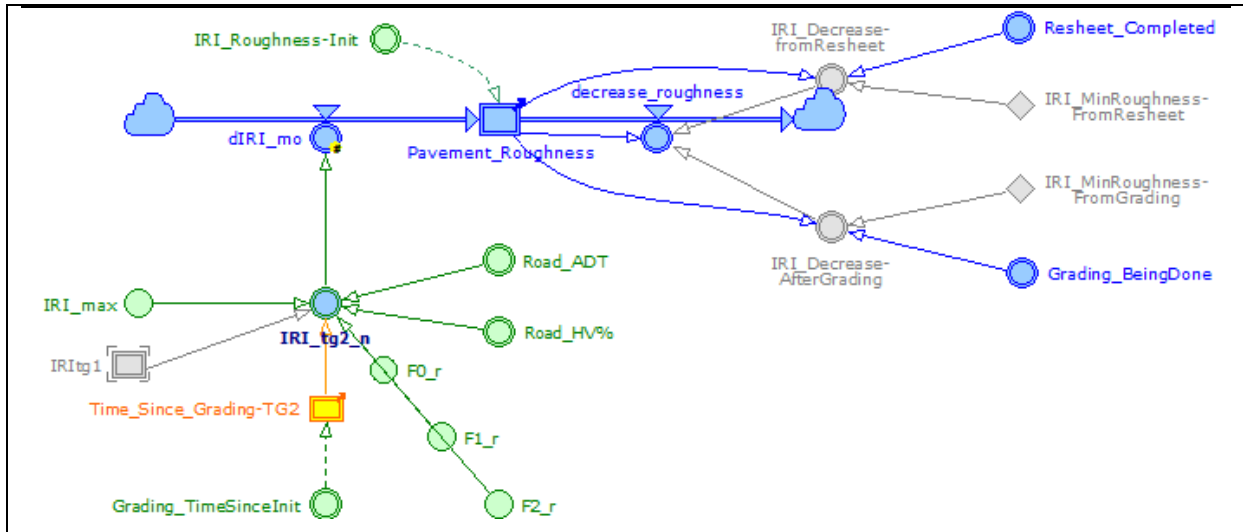 IRI_Roughness-Init
IRI_Decrease-
fromResheet
Resheet_Completed
decrease_roughness
IRI_MinRoughness-
FromResheet
dIRI_mo
Pavement_Roughness
IRI_MinRoughness-
FromGrading
IRI_Decrease-
AfterGrading
Grading_BeingDone
Road_ADT
IRI_max
Road_HV%
IRI_tg2_n
IRItg1
F0_r
Time_Since_Grading-TG2
F1_r
Grading_TimeSinceInit
F2_r